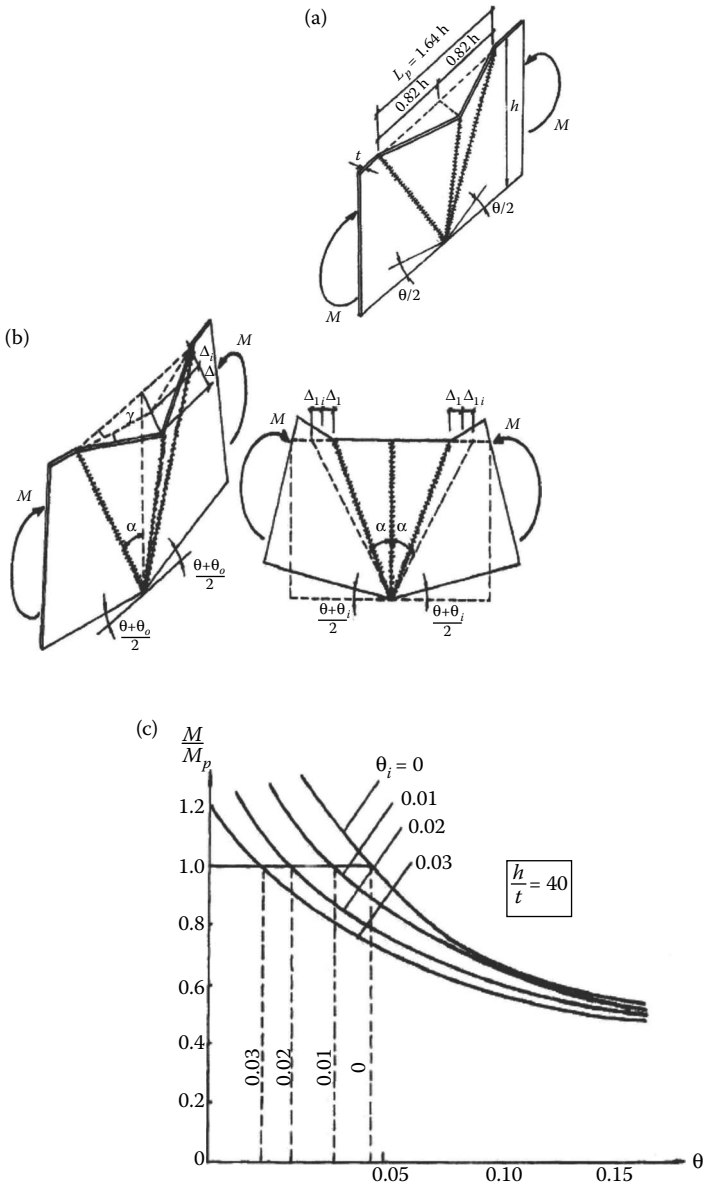 (a)
L_p = 1.64 h
0.82 h
0.82 h
t
h
M
M
θ/2
θ/2
(b)
Δ_i
Δ
γ
M
M
α
θ+θ_o
2
θ+θ_o
2
Δ_1i Δ_1
Δ_1 Δ_1i
M
M
α α
θ+θ_i
2
θ+θ_i
2
(c)
M
M_p
θ_i = 0
0.01
0.02
0.03
h/t = 40
1.2
1.0
0.8
0.6
0.4
0.2
0
0.03
0.02
0.01
0
0.05
0.10
0.15
θ